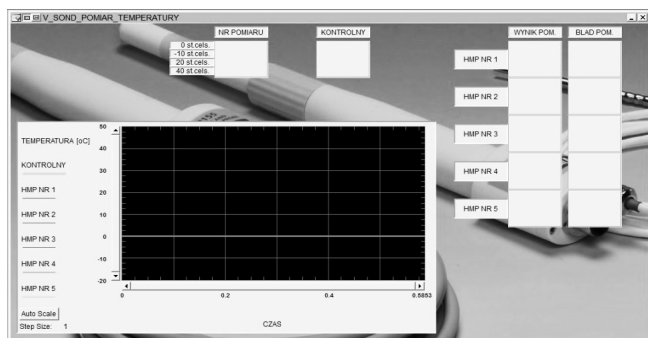 V_SOND_POMIAR_TEMPERATURY
NR POMIARU
KONTROLNY
WYNIK POM.
BLAD POM.
0 st.cels.
-10 st.cels.
20 st.cels.
40 st.cels.
HMP NR 1
HMP NR 2
HMP NR 3
HMP NR 4
HMP NR 5
TEMPERATURA [oC]
KONTROLNY
HMP NR 1
HMP NR 2
HMP NR 3
HMP NR 4
HMP NR 5
Auto Scale
Step Size: 1
50
40
30
20
10
0
-10
-20
0
0.2
0.4
0.5853
CZAS